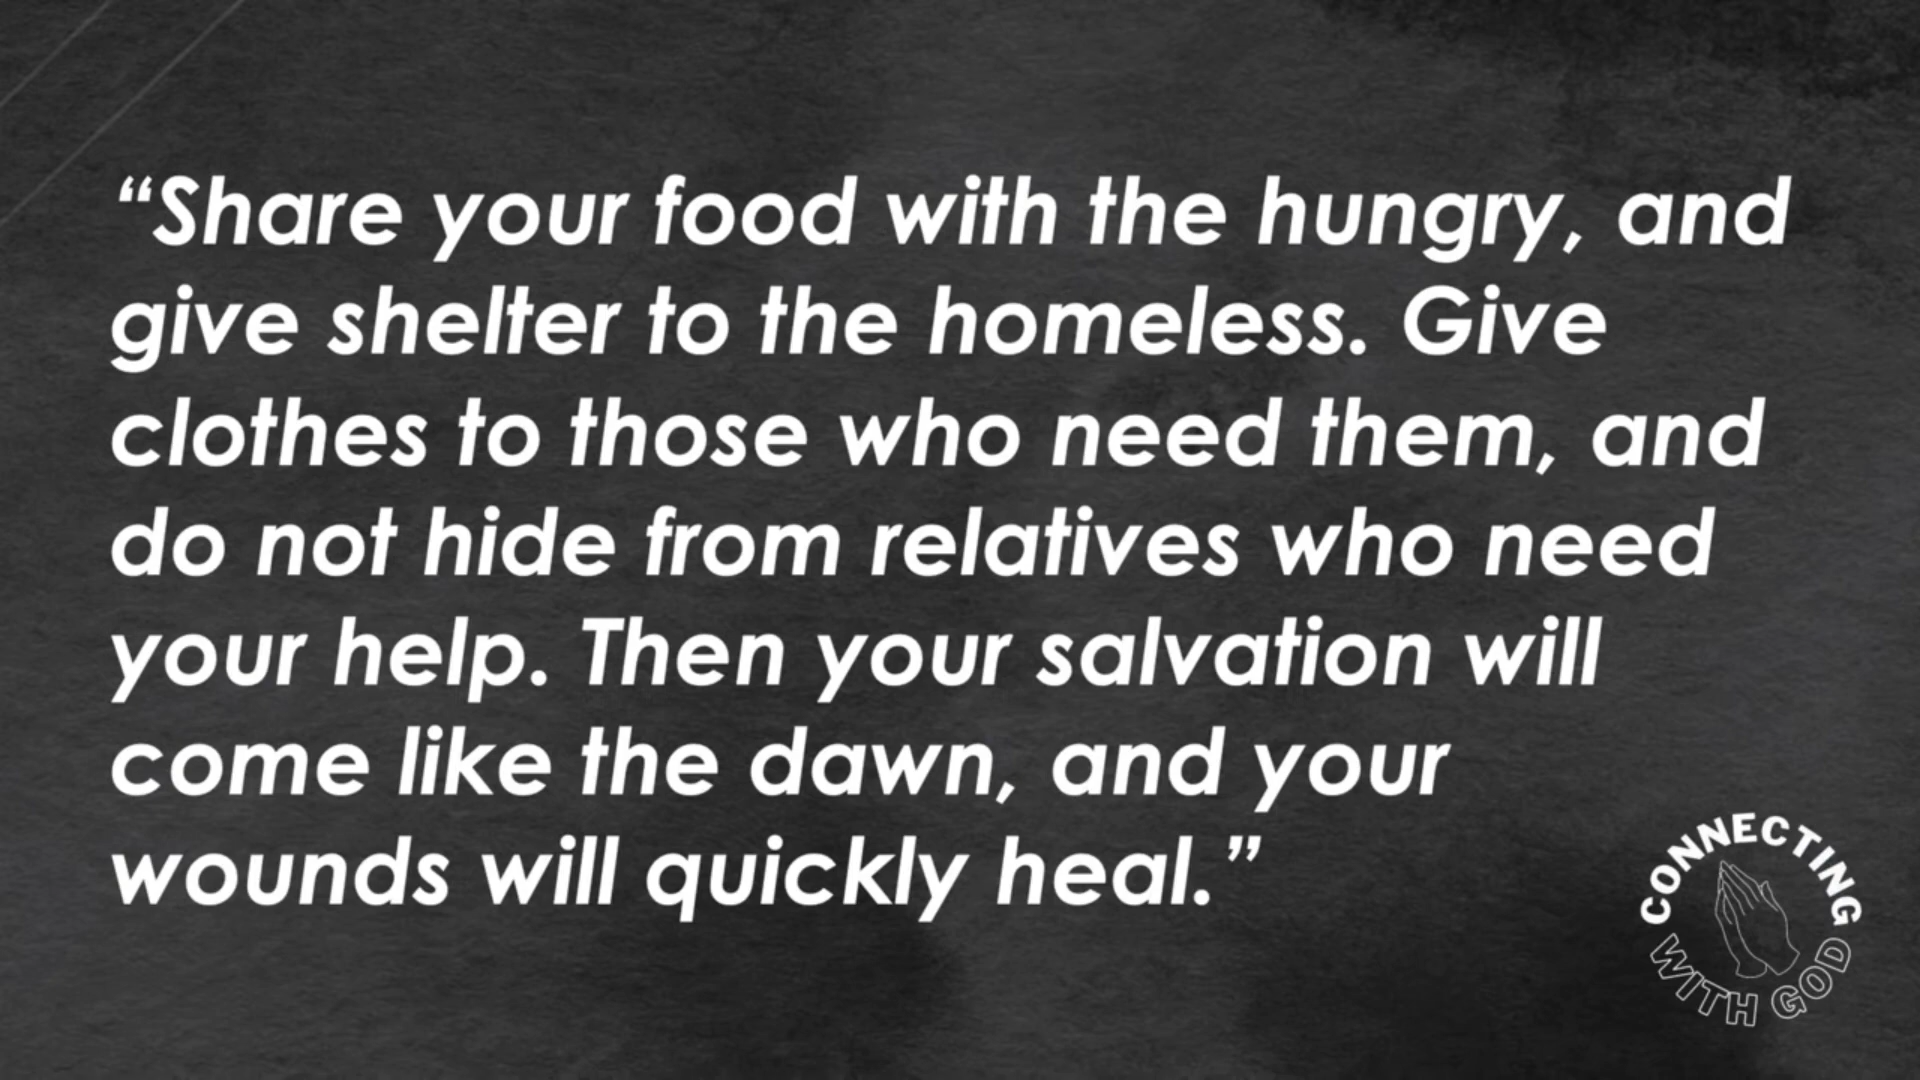 “Share your food with the hungry, and
give shelter to the homeless. Give
clothes to those who need them, and
do not hide from relatives who need
your help. Then your salvation will
come like the dawn, and your
wounds will quickly heal.”
CONNECTING
WITH GOD